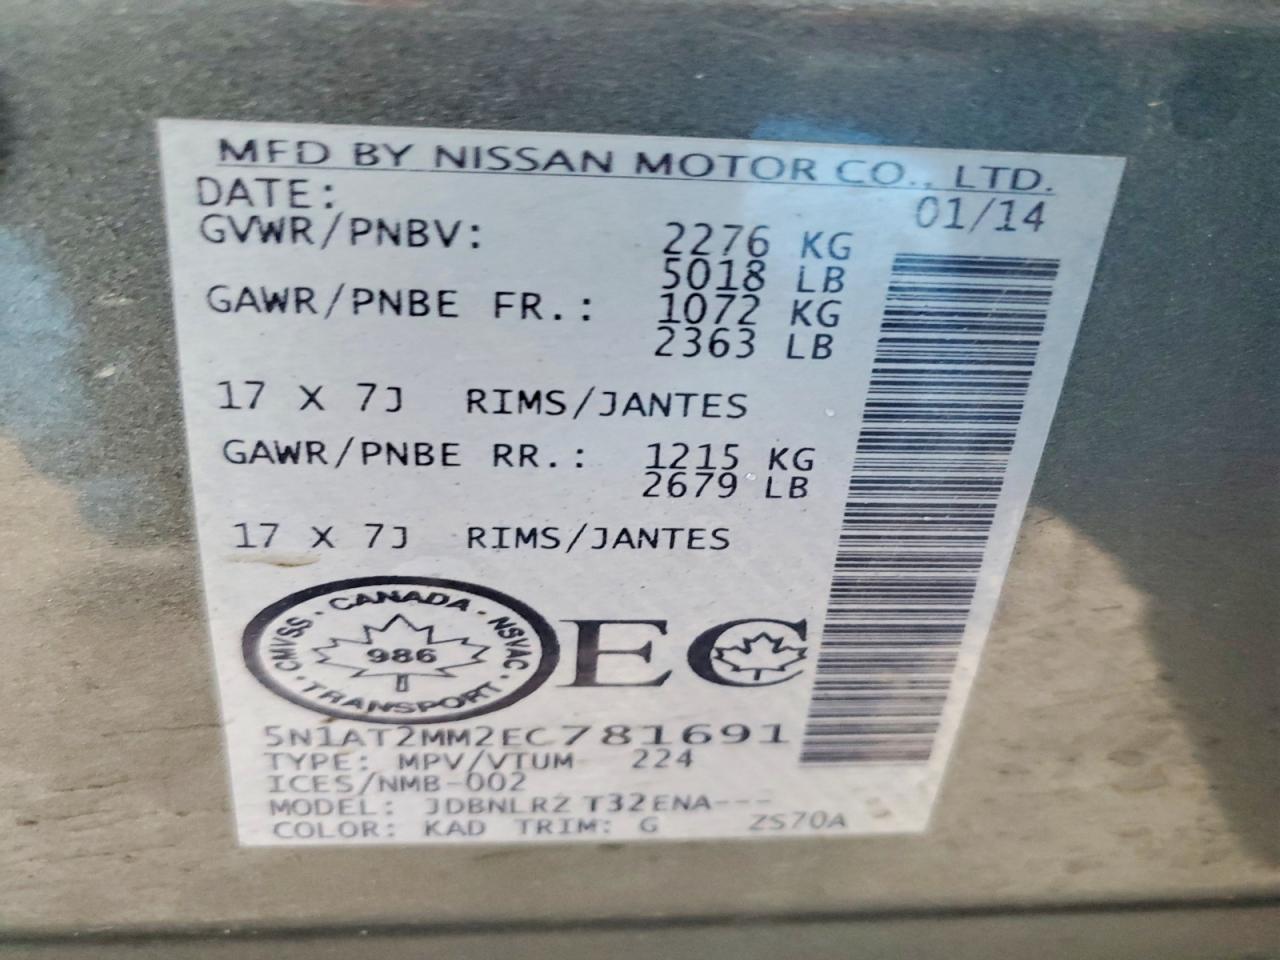 MFD BY NISSAN MOTOR CO., LTD.
DATE: 01/14
GVWR/PNBV: 2276 KG
5018 LB
GAWR/PNBE FR.: 1072 KG
2363 LB
17 X 7J RIMS/JANTES
GAWR/PNBE RR.: 1215 KG
2679 LB
17 X 7J RIMS/JANTES
CANADA · NSVAC · TRANSPORT · CMVSS ·
986
EC
5N1AT2MM2EC781691
TYPE: MPV/VTUM 224
ICES/NMB-002
MODEL: JDBNLR2 T32ENA---
COLOR: KAD TRIM: G ZS70A